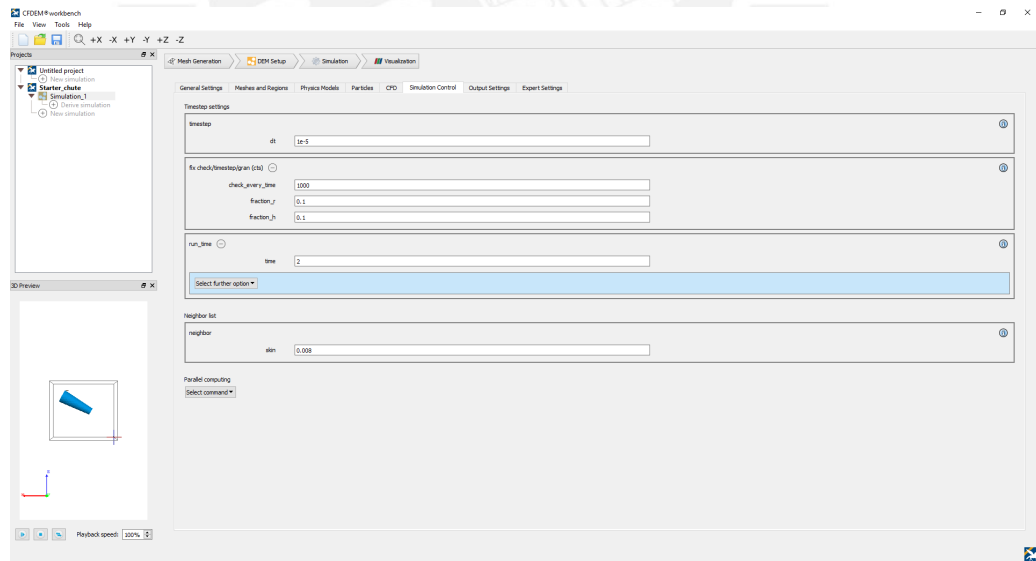 CFDEM®workbench
File View Tools Help
+X -X +Y -Y +Z -Z
Projects
Untitled project
New simulation
Starter_chute
Simulation_1
Derive simulation
New simulation
Mesh Generation
DEM Setup
Simulation
Visualization
General Settings
Meshes and Regions
Physics Models
Particles
CFD
Simulation Control
Output Settings
Expert Settings
Timestep settings
timestep
dt 1e-5
fix check/timestep/gran (cts)
check_every_time 1000
fraction_r 0.1
fraction_h 0.1
run_time
time 2
Select further option
Neighbor list
neighbor
skin 0.008
Parallel computing
Select command
3D Preview
Playback speed: 100%